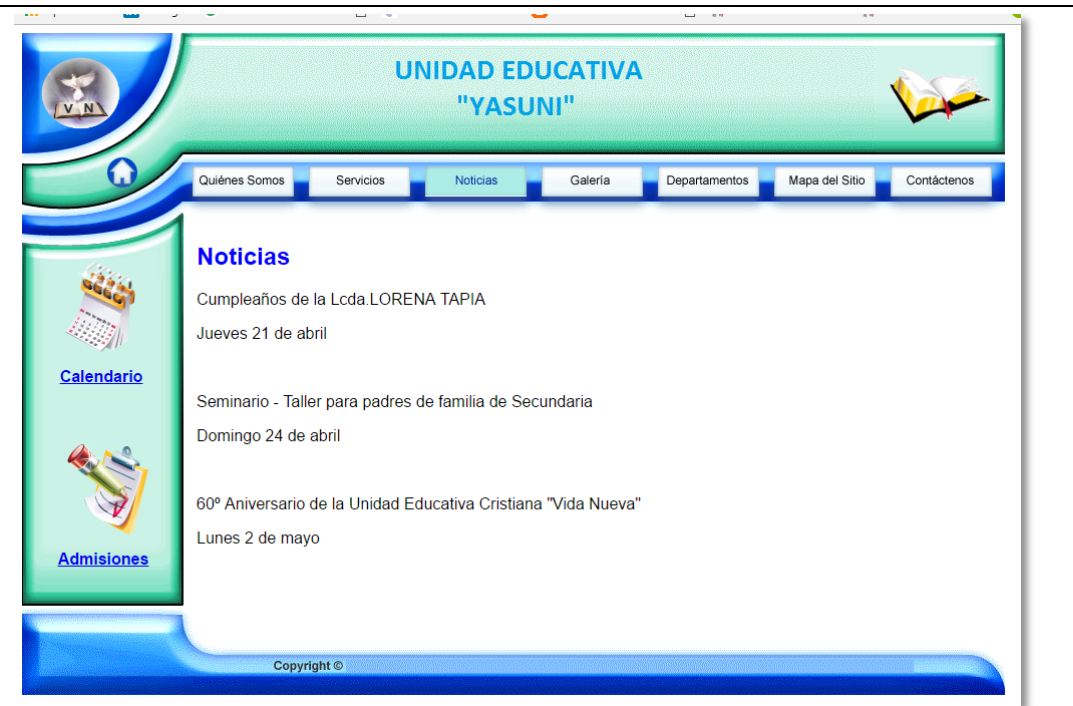 UNIDAD EDUCATIVA
"YASUNI"
V N
Quiénes Somos
Servicios
Noticias
Galería
Departamentos
Mapa del Sitio
Contáctenos
Noticias
Cumpleaños de la Lcda.LORENA TAPIA
Jueves 21 de abril
Calendario
Seminario - Taller para padres de familia de Secundaria
Domingo 24 de abril
60º Aniversario de la Unidad Educativa Cristiana "Vida Nueva"
Lunes 2 de mayo
Admisiones
Copyright ©